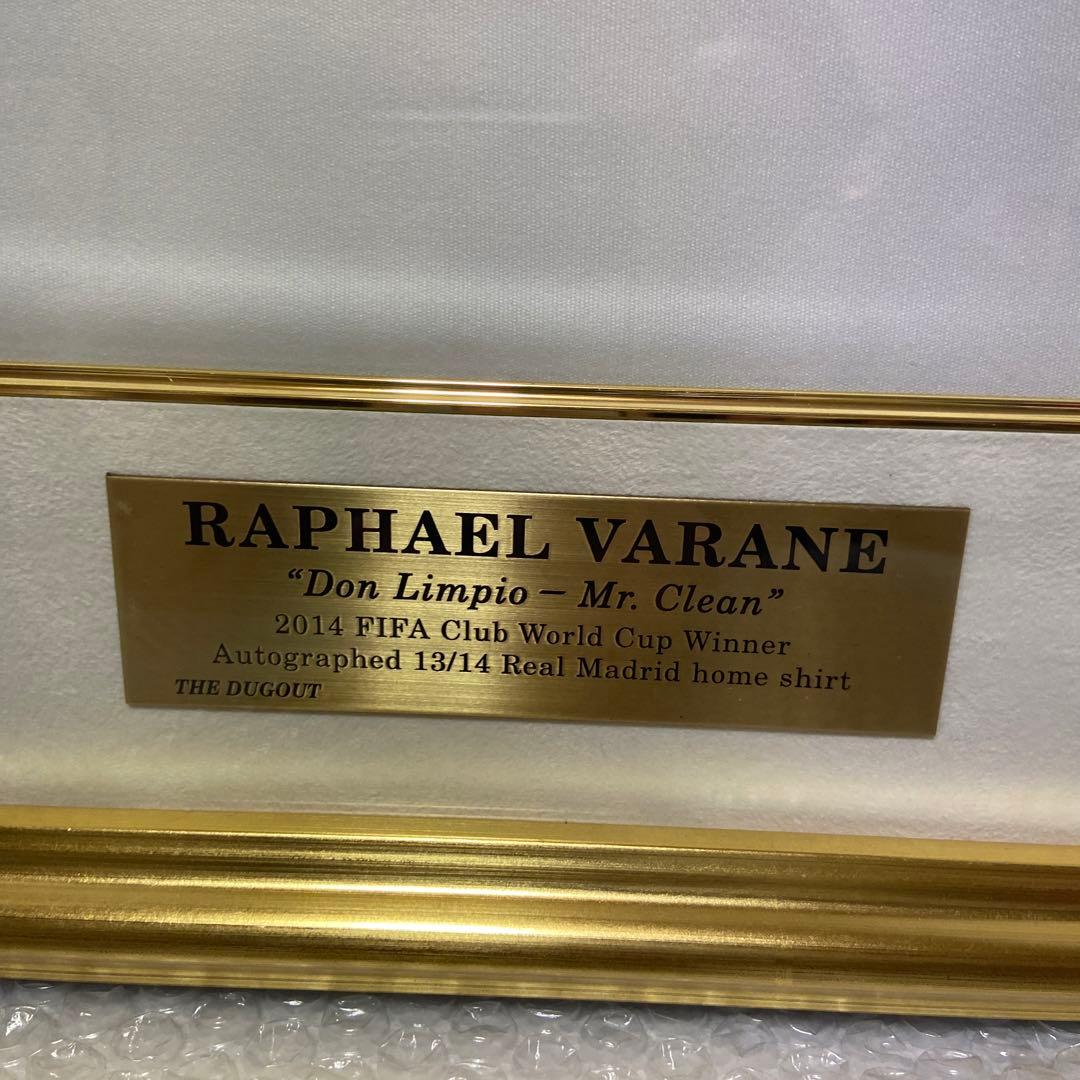 RAPHAEL VARANE
“Don Limpio – Mr. Clean”
2014 FIFA Club World Cup Winner
Autographed 13/14 Real Madrid home shirt
THE DUGOUT